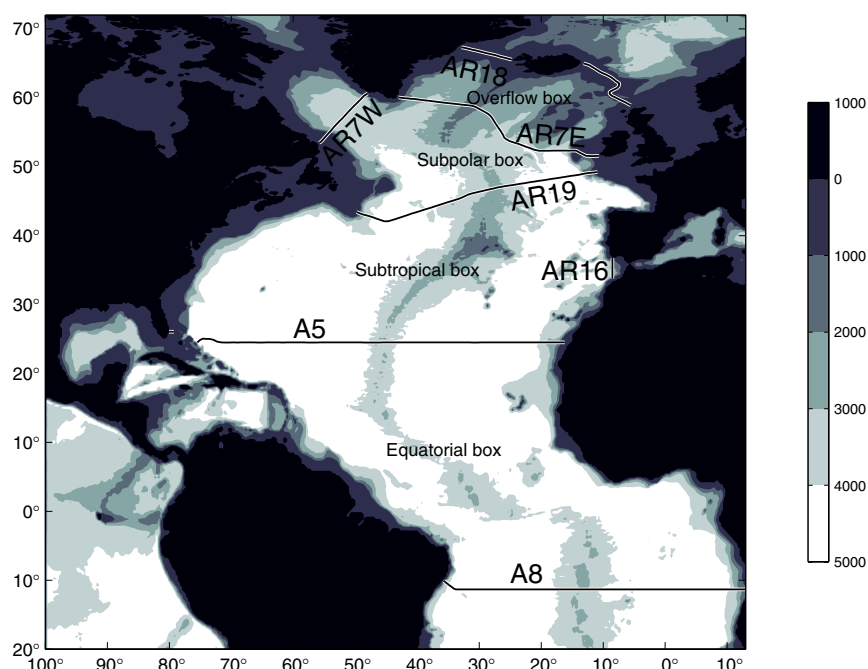 72°
60°
50°
40°
30°
20°
10°
0°
10°
20°
100°
90°
80°
70°
60°
50°
40°
30°
20°
10°
0°
10°
AR18
Overflow box
AR7W
AR7E
Subpolar box
AR19
Subtropical box
AR16
A5
Equatorial box
A8
1000
0
1000
2000
3000
4000
5000